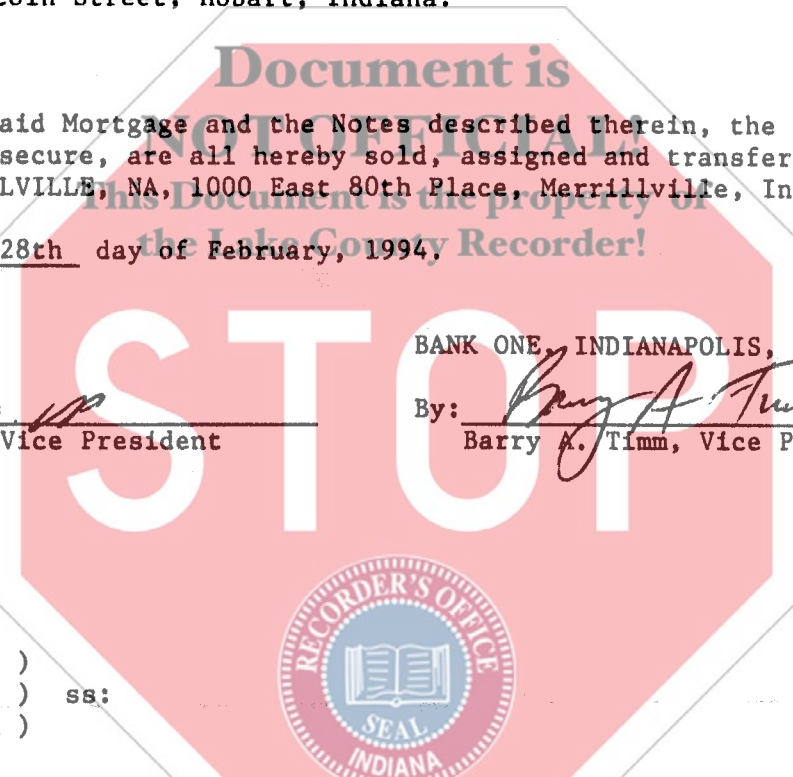 Street, Hobart, Indiana.
Document is
NOT OFFICIAL!
aid Mortgage and the Notes described therein, the
secure, are all hereby sold, assigned and transfer
LVILLE, NA, 1000 East 80th Place, Merrillville, In
This Document is the property of
the Lake County Recorder!
28th day of February, 1994.
STOP
BANK ONE, INDIANAPOLIS,
By: Barry A. Timm
Vice President
Barry A. Timm, Vice P
)
) ss:
)
RECORDER'S OFFICE
SEAL
INDIANA